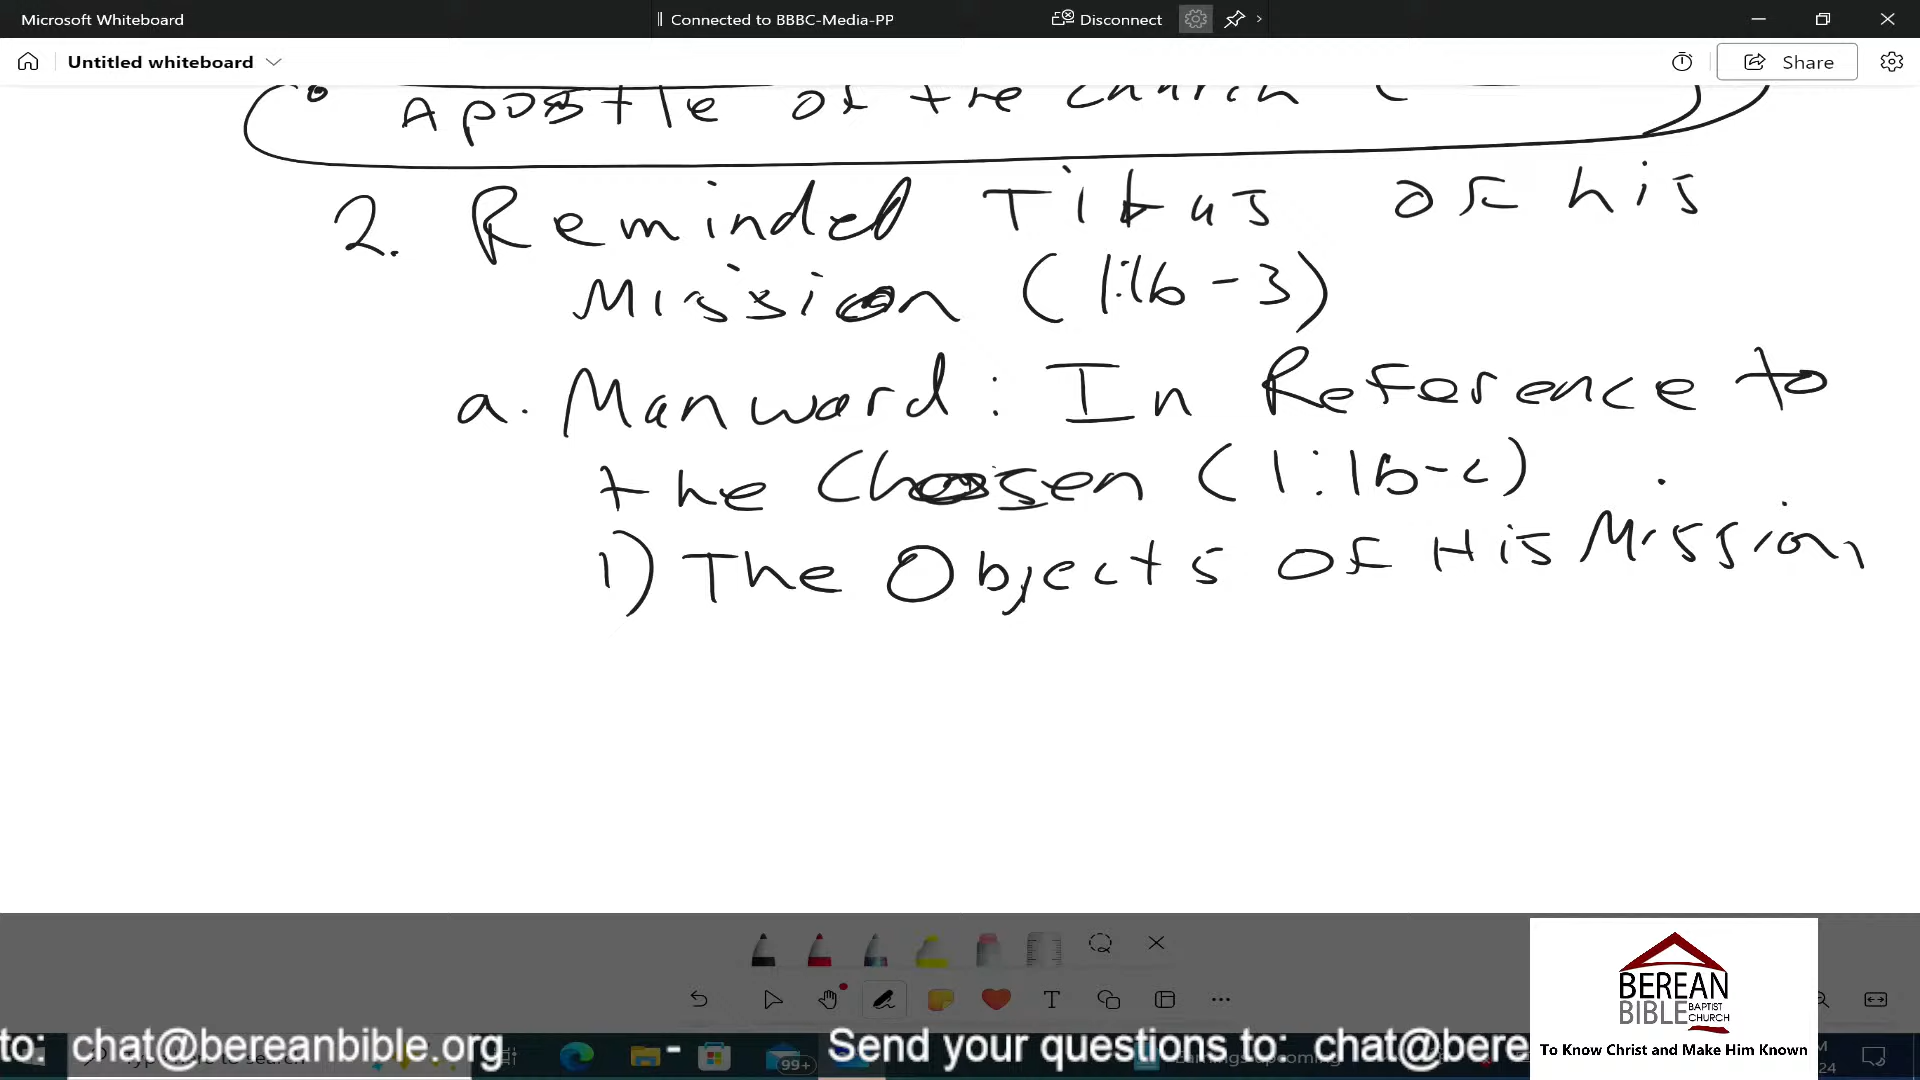 Microsoft Whiteboard
Connected to BBBC-Media-PP
Disconnect
Untitled whiteboard
Share
Apostle of the Church (
2. Reminded Titus of his
Mission (1:1b-3)
a. Manward: In Reference to
the Chosen (1:1b-c)
1) The Objects Of His Mission,
99+
to: chat@bereanbible.org - Send your questions to: chat@bere
BEREAN
BIBLE BAPTIST CHURCH
To Know Christ and Make Him Known
M
24